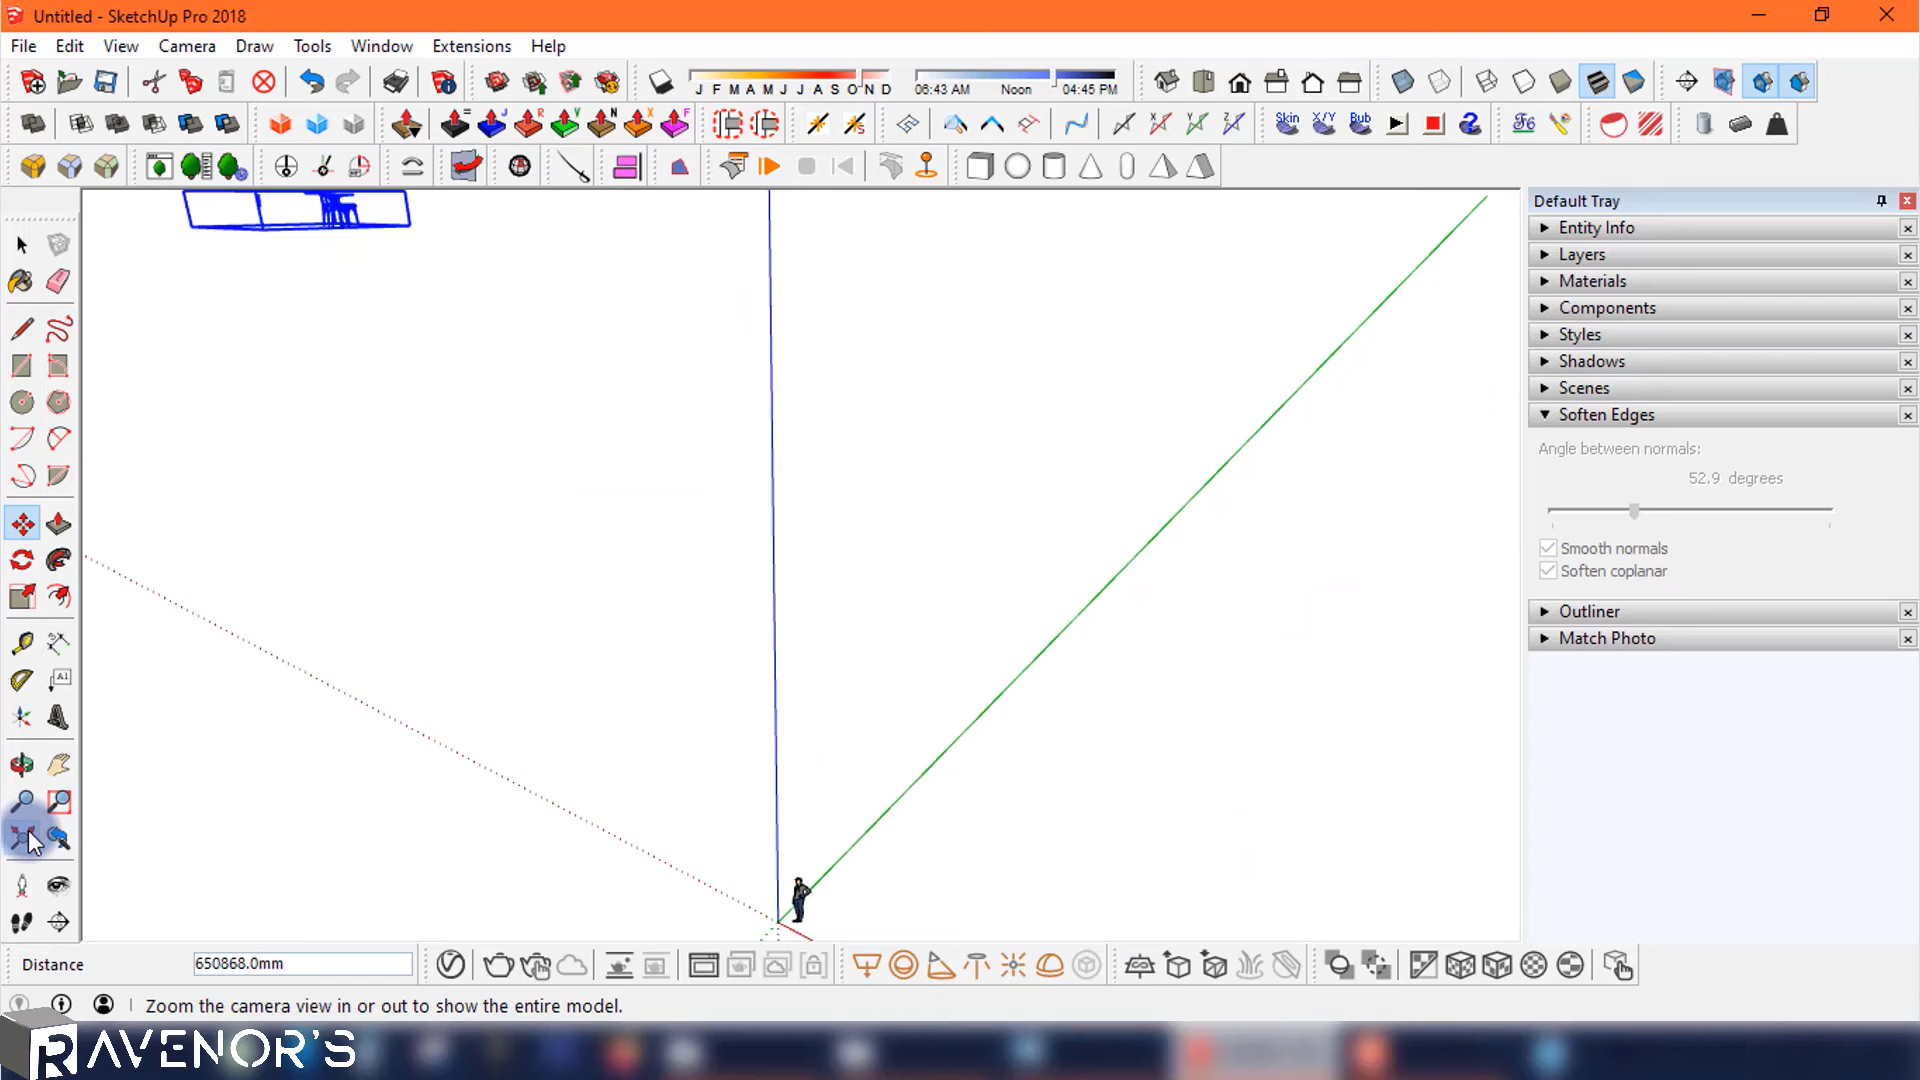 Untitled - SketchUp Pro 2018
File Edit View Camera Draw Tools Window Extensions Help
J F M A M J J A S O N D
06:43 AM Noon 04:45 PM
= J R V N X F
Skin X/Y Bub
F6
Default Tray
Entity Info
Layers
Materials
Components
Styles
Shadows
Scenes
Soften Edges
Angle between normals:
52.9 degrees
Smooth normals
Soften coplanar
Outliner
Match Photo
A1
Distance 650868.0mm
Zoom the camera view in or out to show the entire model.
RAVENOR'S